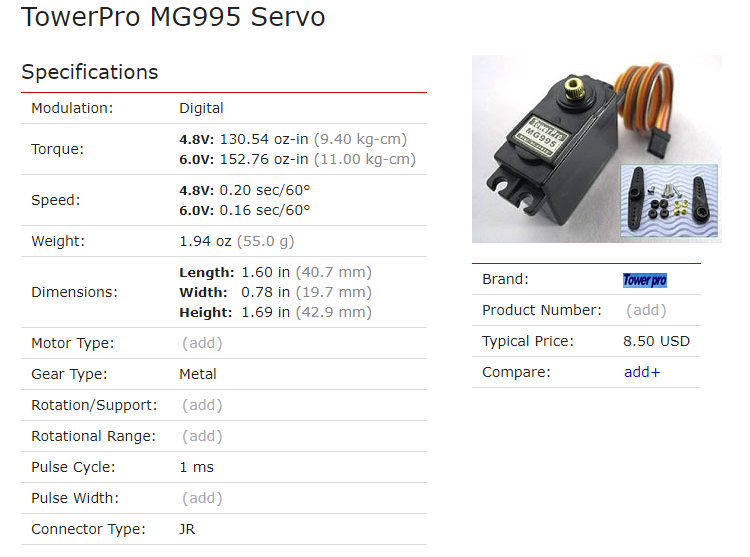 TowerPro MG995 Servo
Specifications
Modulation: Digital
Torque: 4.8V: 130.54 oz-in (9.40 kg-cm)
6.0V: 152.76 oz-in (11.00 kg-cm)
Speed: 4.8V: 0.20 sec/60°
6.0V: 0.16 sec/60°
Weight: 1.94 oz (55.0 g)
Dimensions: Length: 1.60 in (40.7 mm)
Width: 0.78 in (19.7 mm)
Height: 1.69 in (42.9 mm)
Motor Type: (add)
Gear Type: Metal
Rotation/Support: (add)
Rotational Range: (add)
Pulse Cycle: 1 ms
Pulse Width: (add)
Connector Type: JR
MG995
Brand: Tower pro
Product Number: (add)
Typical Price: 8.50 USD
Compare: add+